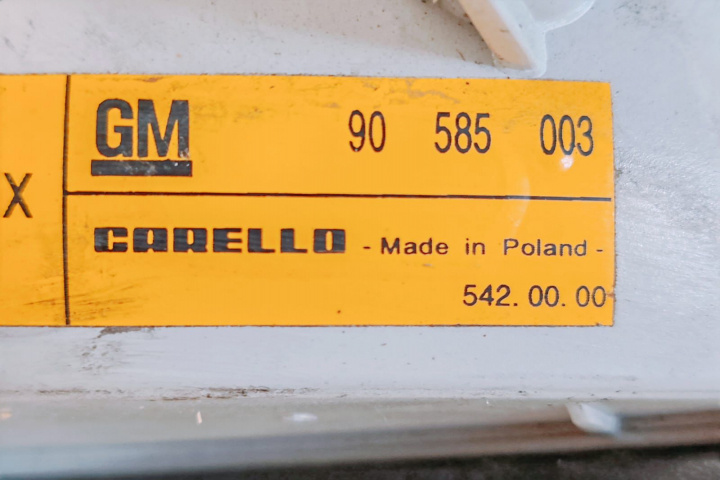 GM 90 585 003
X
CARELLO - Made in Poland -
542. 00. 00